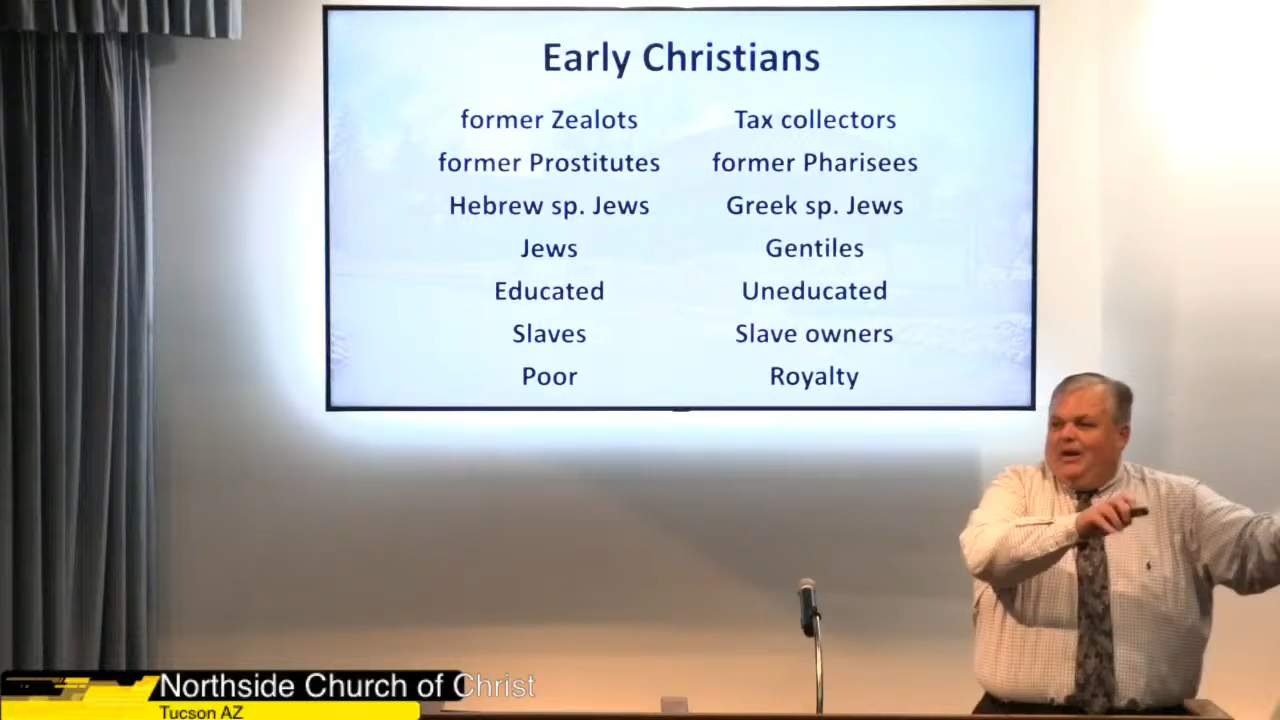 Early Christians
former Zealots Tax collectors
former Prostitutes former Pharisees
Hebrew sp. Jews Greek sp. Jews
Jews Gentiles
Educated Uneducated
Slaves Slave owners
Poor Royalty
Northside Church of Christ
Tucson AZ